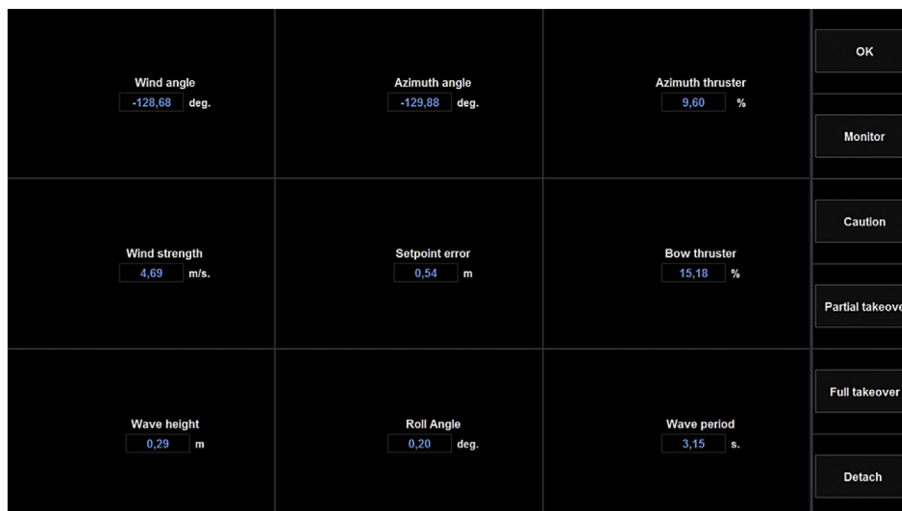 Wind angle
-128,68 deg.
Azimuth angle
-129,88 deg.
Azimuth thruster
9,60 %
OK
Monitor
Wind strength
4,69 m/s.
Setpoint error
0,54 m
Bow thruster
15,18 %
Caution
Partial takeove
Wave height
0,29 m
Roll Angle
0,20 deg.
Wave period
3,15 s.
Full takeover
Detach